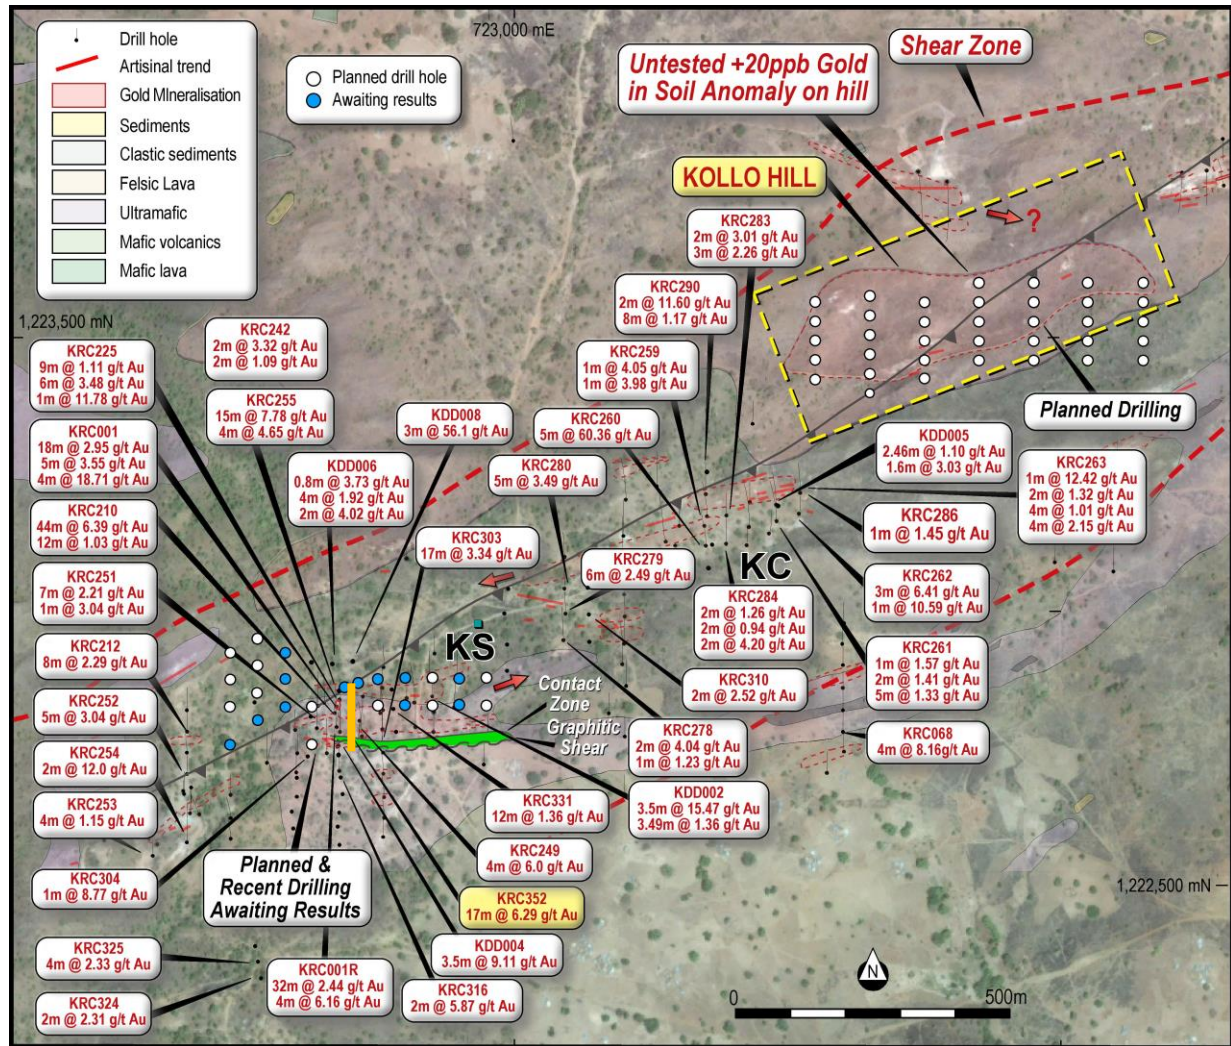 723,000 mE
Drill hole
Artisinal trend
Gold MIneralisation
Sediments
Clastic sediments
Felsic Lava
Ultramafic
Mafic volcanics
Mafic lava
Planned drill hole
Awaiting results
Untested +20ppb Gold
in Soil Anomaly on hill
Shear Zone
KOLLO HILL
?
KRC283
2m @ 3.01 g/t Au
3m @ 2.26 g/t Au
KRC290
2m @ 11.60 g/t Au
8m @ 1.17 g/t Au
1,223,500 mN
KRC242
2m @ 3.32 g/t Au
2m @ 1.09 g/t Au
KRC225
9m @ 1.11 g/t Au
6m @ 3.48 g/t Au
1m @ 11.78 g/t Au
KRC259
1m @ 4.05 g/t Au
1m @ 3.98 g/t Au
KRC255
15m @ 7.78 g/t Au
4m @ 4.65 g/t Au
KDD008
3m @ 56.1 g/t Au
KRC260
5m @ 60.36 g/t Au
Planned Drilling
KRC001
18m @ 2.95 g/t Au
5m @ 3.55 g/t Au
4m @ 18.71 g/t Au
KDD006
0.8m @ 3.73 g/t Au
4m @ 1.92 g/t Au
2m @ 4.02 g/t Au
KRC280
5m @ 3.49 g/t Au
KDD005
2.46m @ 1.10 g/t Au
1.6m @ 3.03 g/t Au
KRC263
1m @ 12.42 g/t Au
2m @ 1.32 g/t Au
4m @ 1.01 g/t Au
4m @ 2.15 g/t Au
KRC210
44m @ 6.39 g/t Au
12m @ 1.03 g/t Au
KRC303
17m @ 3.34 g/t Au
KRC286
1m @ 1.45 g/t Au
KRC279
6m @ 2.49 g/t Au
KC
KRC251
7m @ 2.21 g/t Au
1m @ 3.04 g/t Au
KRC262
3m @ 6.41 g/t Au
1m @ 10.59 g/t Au
KRC284
2m @ 1.26 g/t Au
2m @ 0.94 g/t Au
2m @ 4.20 g/t Au
KRC212
8m @ 2.29 g/t Au
KS
KRC261
1m @ 1.57 g/t Au
2m @ 1.41 g/t Au
5m @ 1.33 g/t Au
KRC310
2m @ 2.52 g/t Au
Contact
Zone
Graphitic
Shear
KRC252
5m @ 3.04 g/t Au
KRC278
2m @ 4.04 g/t Au
1m @ 1.23 g/t Au
KRC068
4m @ 8.16g/t Au
KRC254
2m @ 12.0 g/t Au
KRC253
4m @ 1.15 g/t Au
KRC331
12m @ 1.36 g/t Au
KDD002
3.5m @ 15.47 g/t Au
3.49m @ 1.36 g/t Au
KRC304
1m @ 8.77 g/t Au
Planned &
Recent Drilling
Awaiting Results
KRC249
4m @ 6.0 g/t Au
KRC352
17m @ 6.29 g/t Au
1,222,500 mN
KRC325
4m @ 2.33 g/t Au
KDD004
3.5m @ 9.11 g/t Au
KRC001R
32m @ 2.44 g/t Au
4m @ 6.16 g/t Au
KRC316
2m @ 5.87 g/t Au
KRC324
2m @ 2.31 g/t Au
N
0 500m